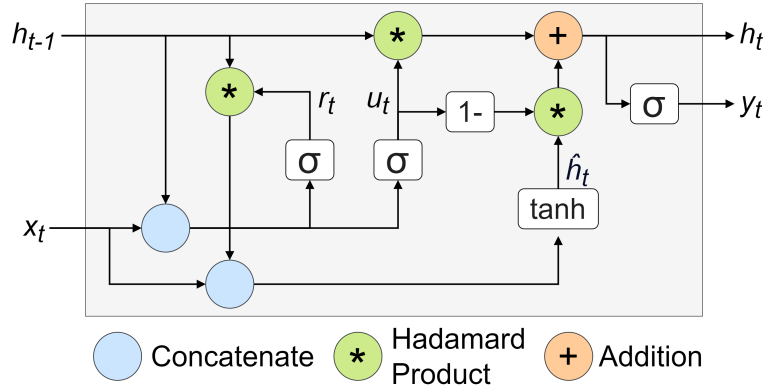 h_{t-1}
*
+
h_t
*
r_t
u_t
1-
*
σ
y_t
σ
σ
ĥ_t
tanh
x_t
Concatenate
*
Hadamard
Product
+
Addition